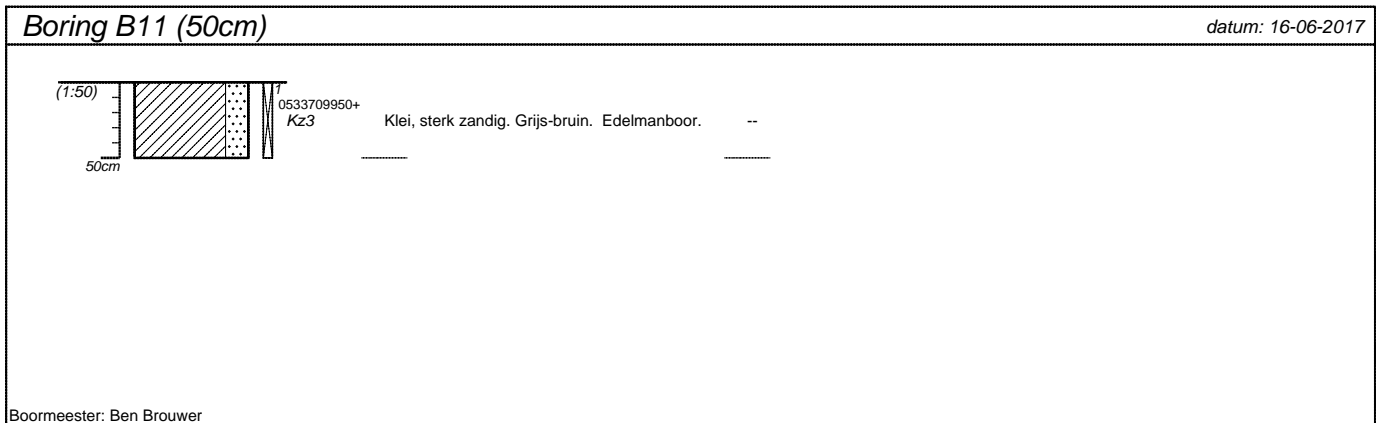 Boring B11 (50cm)
datum: 16-06-2017
(1:50)
1
0533709950+
Kz3
Klei, sterk zandig. Grijs-bruin. Edelmanboor.
--
50cm
Boormeester: Ben Brouwer